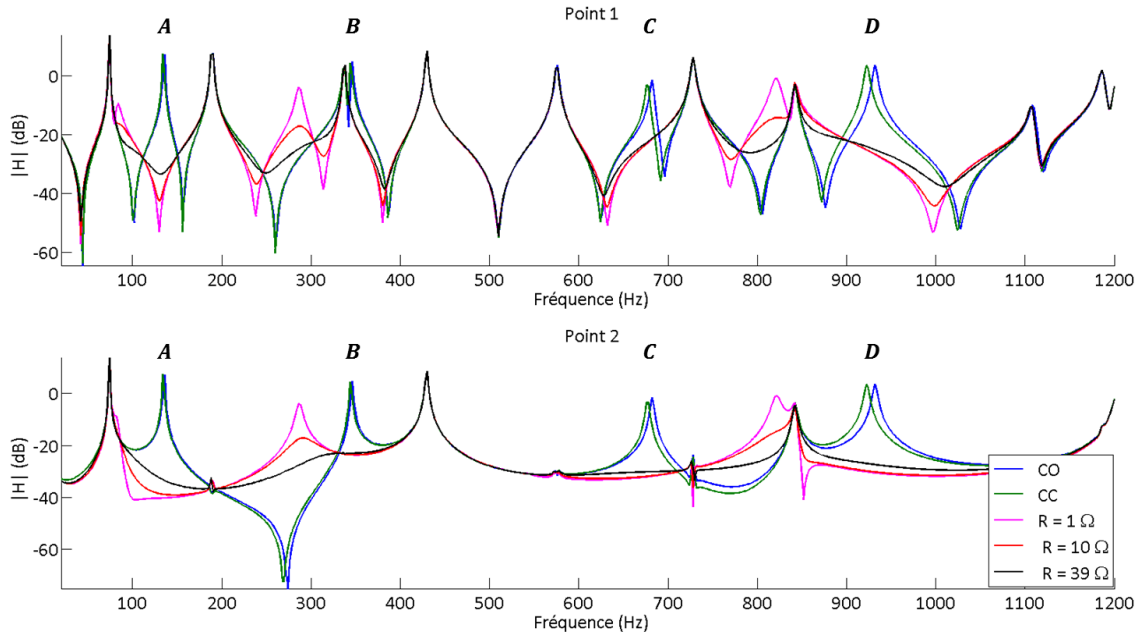 A B C D
Point 1
|H| (dB)
0
-20
-40
-60
100 200 300 400 500 600 700 800 900 1000 1100 1200
Fréquence (Hz)
Point 2
A B C D
|H| (dB)
0
-20
-40
-60
CO
CC
R = 1 Ω
R = 10 Ω
R = 39 Ω
100 200 300 400 500 600 700 800 900 1000 1100 1200
Fréquence (Hz)